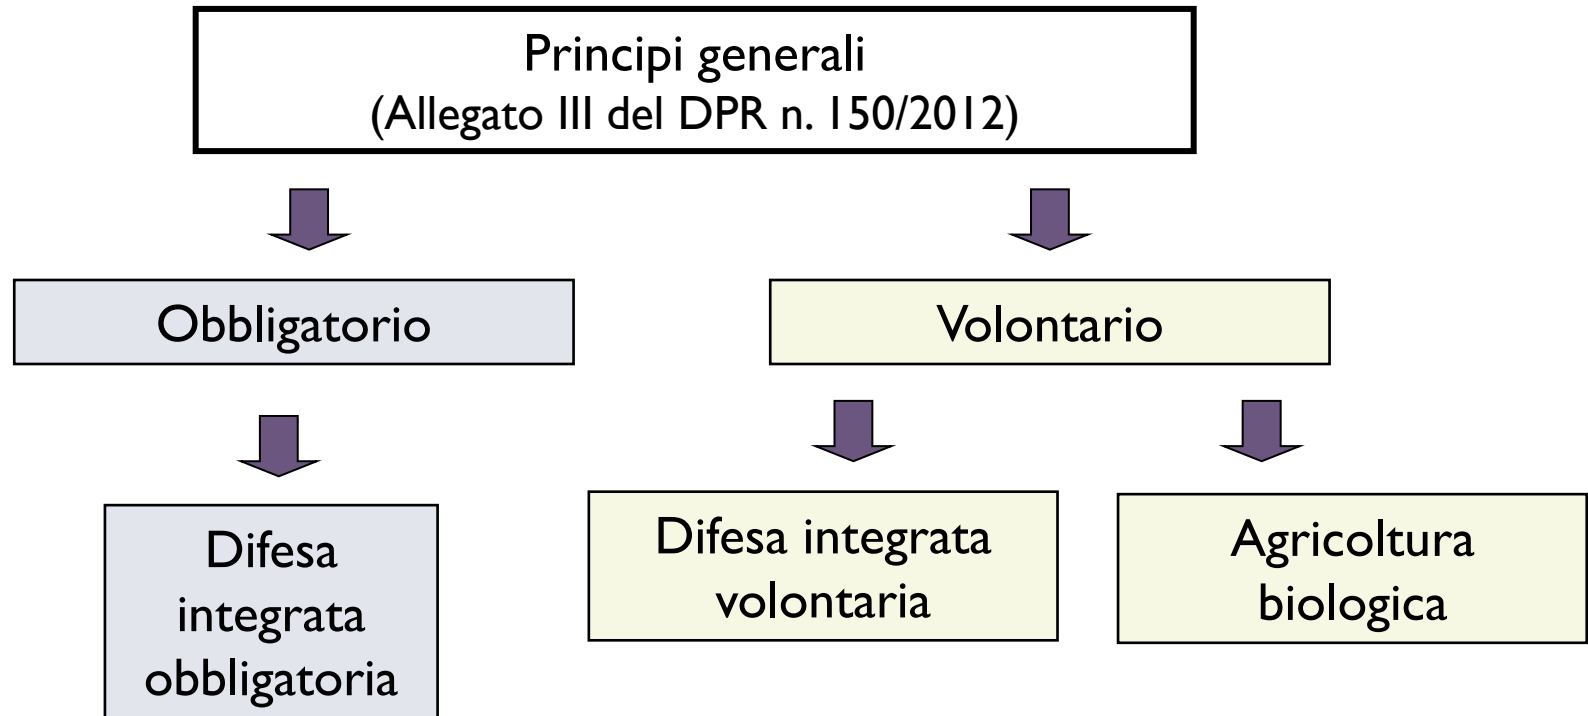 Principi generali
(Allegato III del DPR n. 150/2012)
Obbligatorio
Volontario
Difesa
integrata
obbligatoria
Difesa integrata
volontaria
Agricoltura
biologica